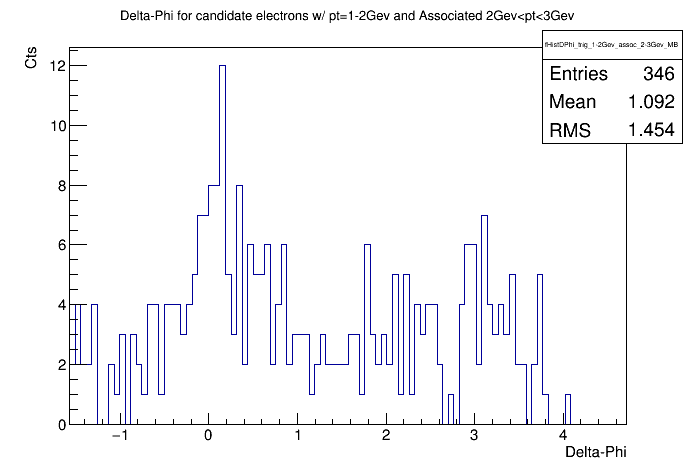 Delta-Phi for candidate electrons w/ pt=1-2Gev and Associated 2Gev<pt<3Gev
fHistDPhi_trig_1-2Gev_assoc_2-3Gev_MB
Entries 346
Mean 1.092
RMS 1.454
Cts
12
10
8
6
4
2
0
−1 0 1 2 3 4
Delta-Phi